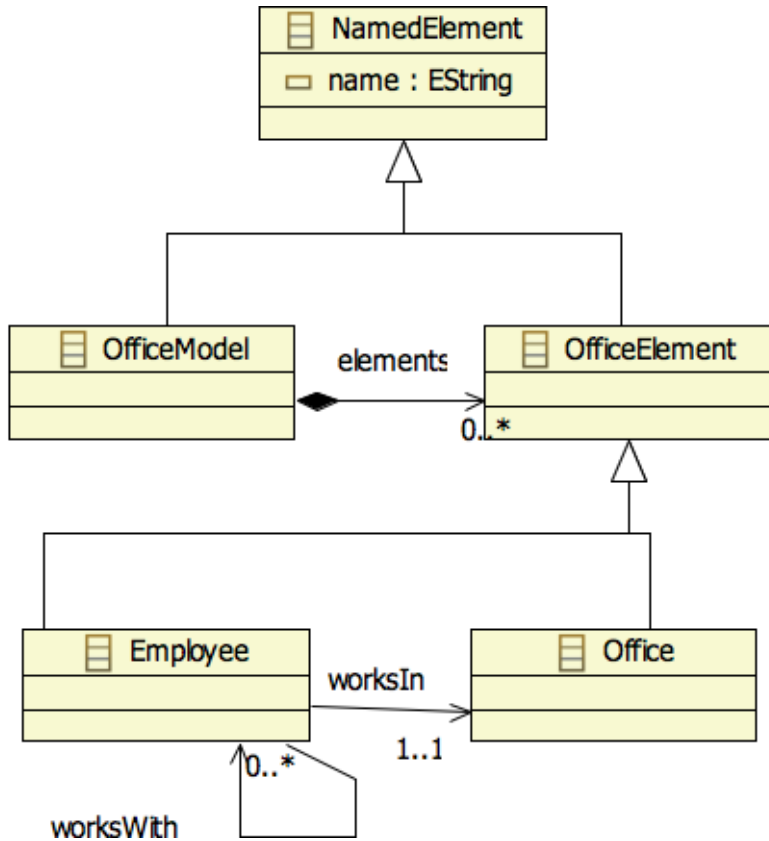 NamedElement
name : EString
OfficeModel
elements
OfficeElement
0..*
Employee
worksIn
Office
1..1
0..*
worksWith